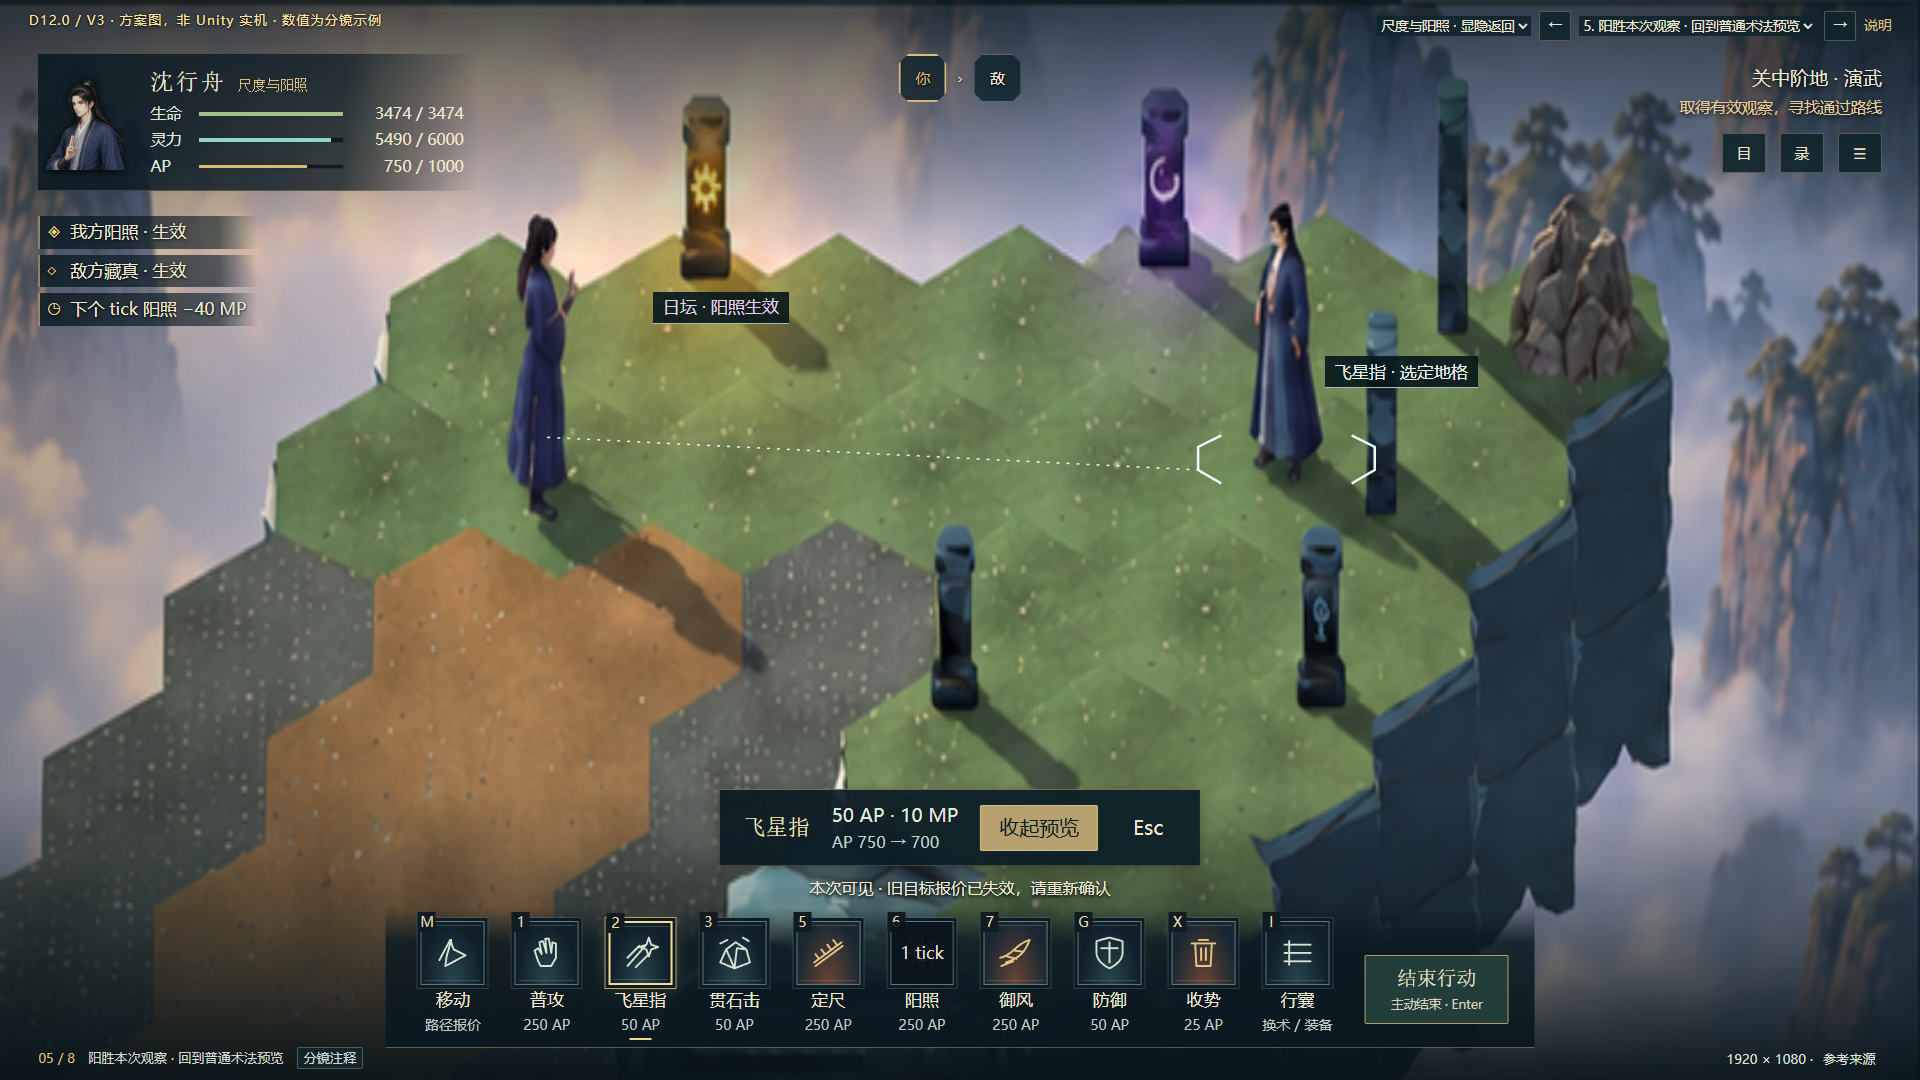 D12.0 / V3 · 方案图，非 Unity 实机 · 数值为分镜示例
尺度与阳照 · 显隐返回
←
5. 阳胜本次观察 · 回到普通术法预览
→
说明
沈行舟 尺度与阳照
生命 3474 / 3474
灵力 5490 / 6000
AP 750 / 1000
你 › 敌
关中阶地 · 演武
取得有效观察，寻找通过路线
目 录 ☰
我方阳照 · 生效
敌方藏真 · 生效
下个 tick 阳照 −40 MP
日坛 · 阳照生效
飞星指 · 选定地格
飞星指
50 AP · 10 MP
AP 750 → 700
收起预览
Esc
本次可见 · 旧目标报价已失效，请重新确认
M 移动 路径报价
1 普攻 250 AP
2 飞星指 50 AP
3 贯石击 50 AP
5 定尺 250 AP
6 1 tick 阳照 250 AP
7 御风 250 AP
G 防御 50 AP
X 收势 25 AP
I 行囊 换术 / 装备
结束行动
主动结束 · Enter
05 / 8 阳胜本次观察 · 回到普通术法预览 分镜注释
1920 × 1080 · 参考来源